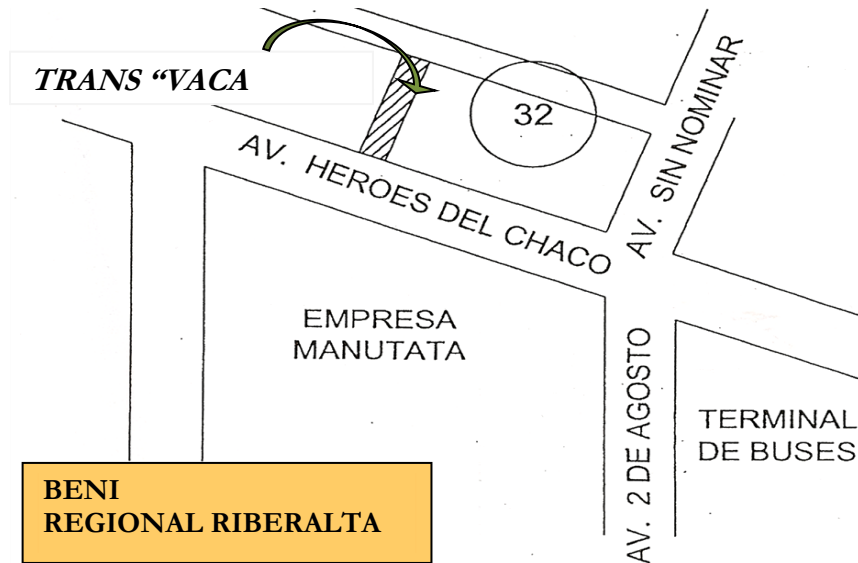 TRANS “VACA
32
AV. SIN NOMINAR
AV. HEROES DEL CHACO
EMPRESA
MANUTATA
AV. 2 DE AGOSTO
TERMINAL
DE BUSES
BENI
REGIONAL RIBERALTA